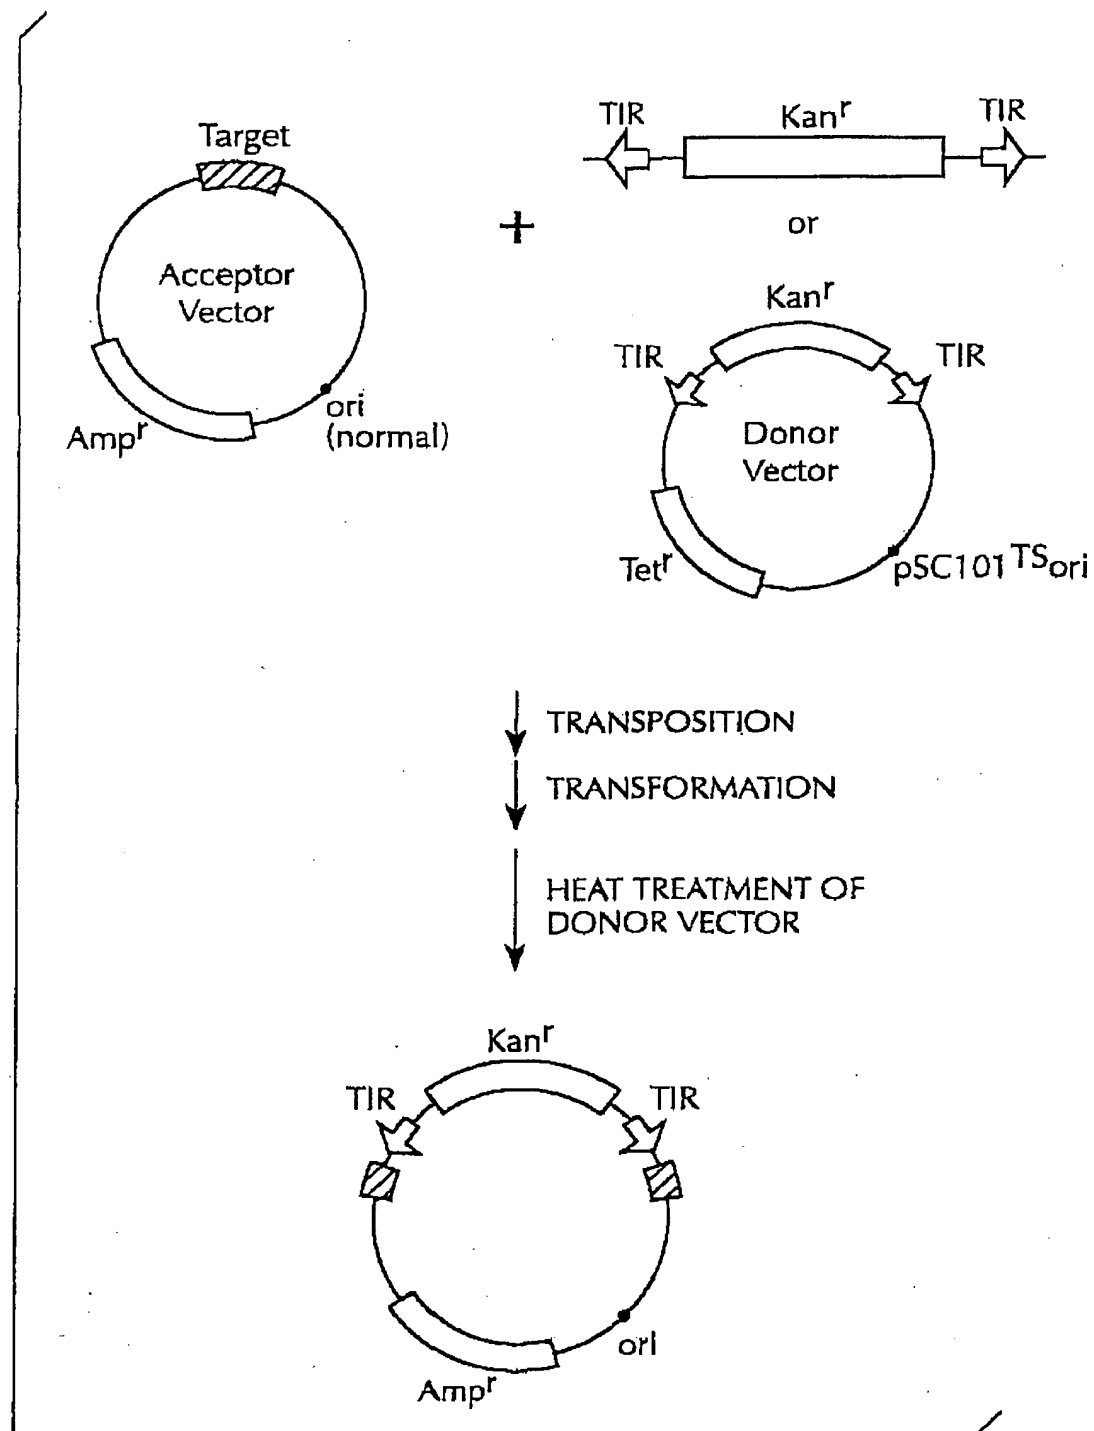 Target
Acceptor
Vector
Ampʳ
ori
(normal)
+
TIR
Kanʳ
TIR
or
Kanʳ
TIR
TIR
Donor
Vector
Tetʳ
pSC101ᵀˢori
TRANSPOSITION
TRANSFORMATION
HEAT TREATMENT OF
DONOR VECTOR
Kanʳ
TIR
TIR
ori
Ampʳ